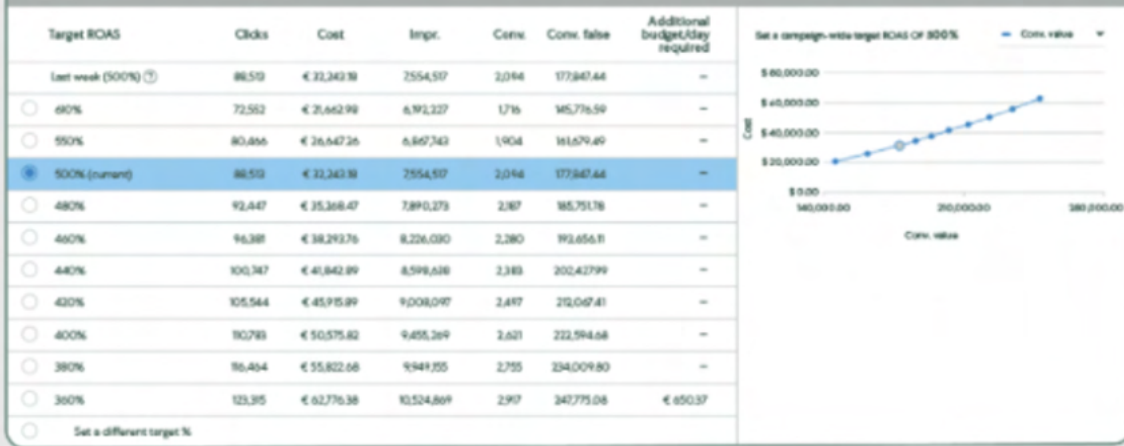 Target ROAS Clicks Cost Impr. Conv. Conv. false Additional budget/day required
Last week (500%) 88,513 € 32,243.18 7,554,517 2,094 177,847.44 –
610% 72,552 € 21,662.98 6,192,227 1,716 145,776.59 –
550% 80,466 € 26,647.26 6,867,743 1,904 161,679.49 –
500% (current) 88,513 € 32,243.18 7,554,517 2,094 177,847.44 –
480% 92,447 € 35,268.47 7,890,273 2,187 185,751.78 –
460% 96,381 € 38,293.76 8,226,030 2,280 193,656.11 –
440% 100,747 € 41,842.89 8,598,638 2,383 202,427.99 –
420% 105,544 € 45,915.89 9,008,097 2,497 212,067.41 –
400% 110,783 € 50,575.82 9,455,269 2,621 222,594.68 –
380% 116,464 € 55,822.68 9,949,155 2,755 234,009.80 –
360% 123,315 € 62,776.38 10,524,869 2,917 247,775.08 € 650.37
Set a different target %
Set a campaign-wide target ROAS OF 500%
Conv. value
$ 60,000.00
$ 40,000.00
$ 20,000.00
$ 0.00
Cost
140,000.00 210,000.00 280,000.00
Conv. value